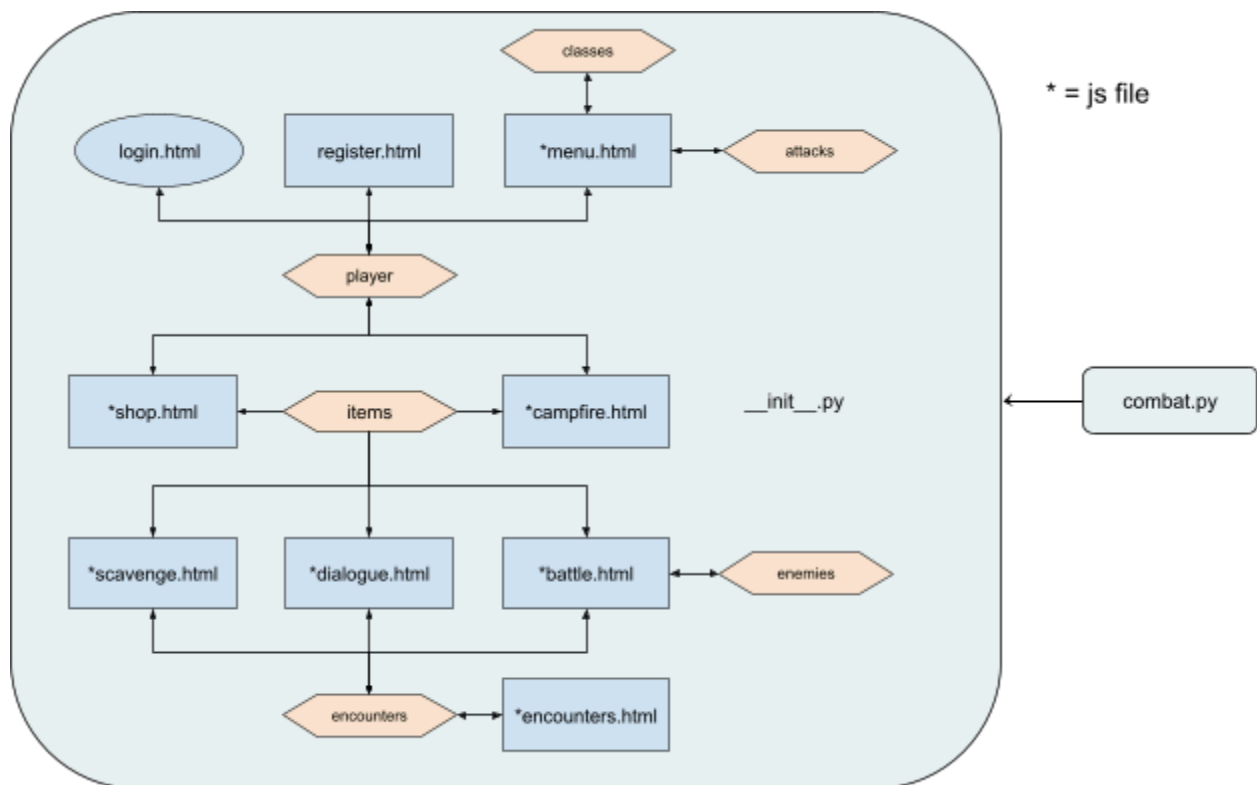 classes
* = js file
login.html
register.html
*menu.html
attacks
player
*shop.html
items
*campfire.html
__init__.py
combat.py
*scavenge.html
*dialogue.html
*battle.html
enemies
encounters
*encounters.html